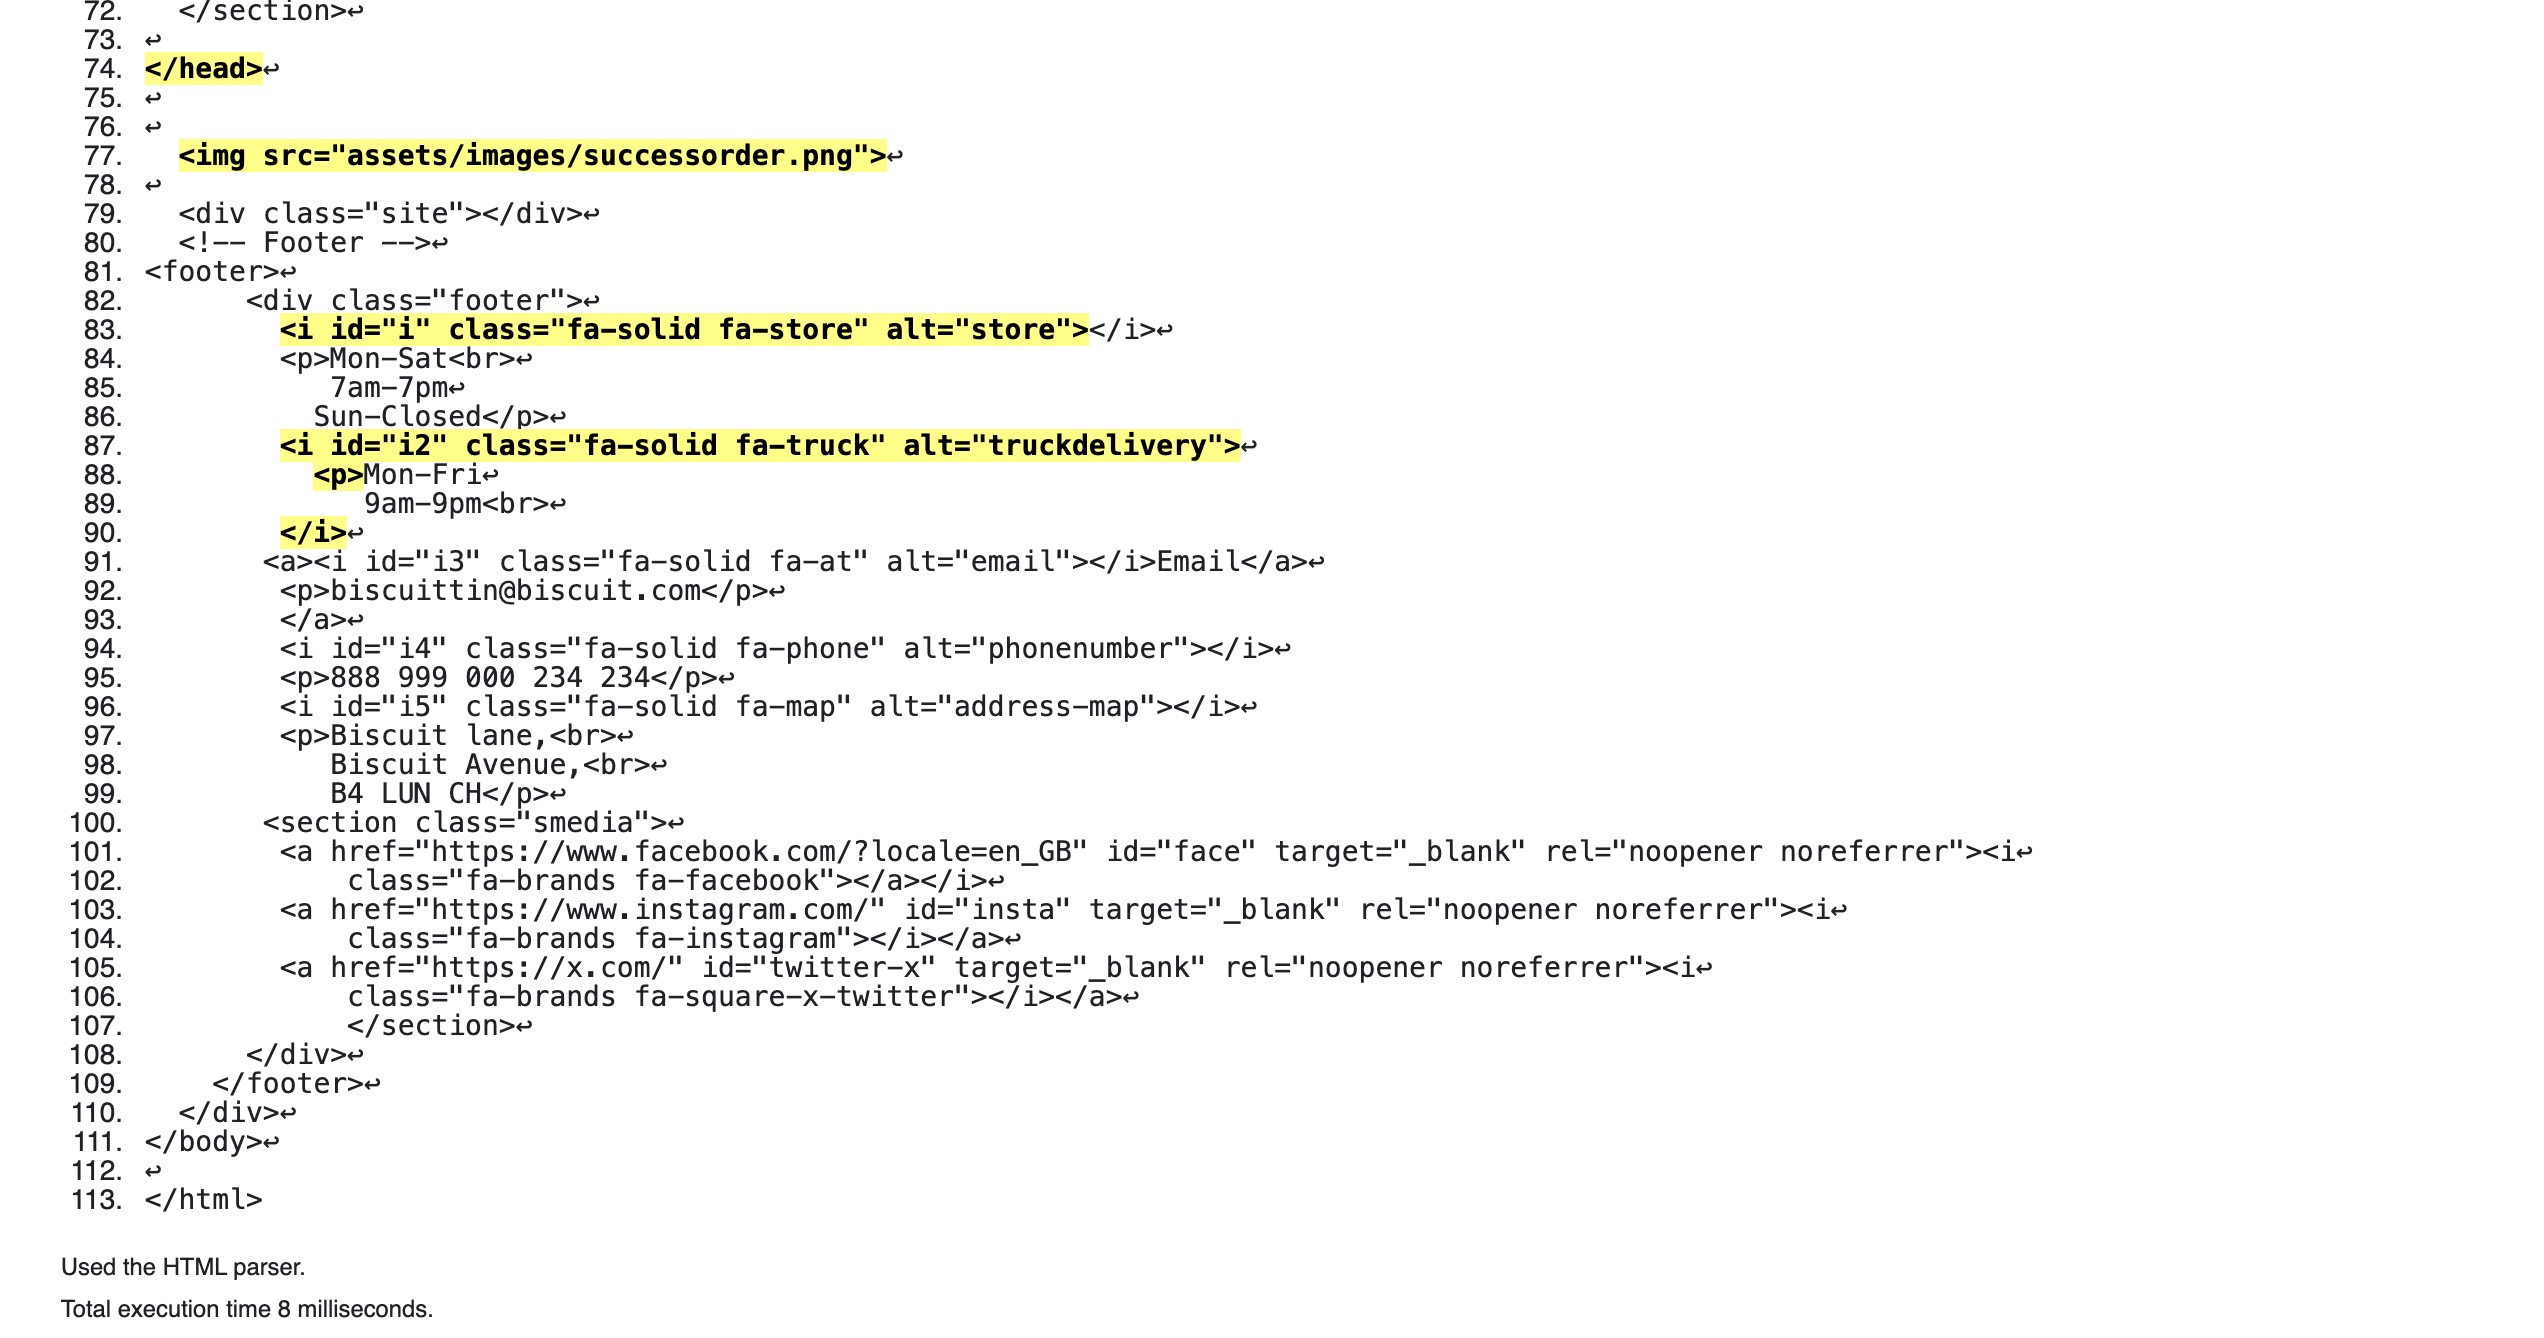 72. </section>↩
73. ↩
74. </head>↩
75. ↩
76. ↩
77. <img src="assets/images/successorder.png">↩
78. ↩
79. <div class="site"></div>↩
80. <!-- Footer -->↩
81. <footer>↩
82. <div class="footer">↩
83. <i id="i" class="fa-solid fa-store" alt="store"></i>↩
84. <p>Mon-Sat<br>↩
85. 7am-7pm↩
86. Sun-Closed</p>↩
87. <i id="i2" class="fa-solid fa-truck" alt="truckdelivery">↩
88. <p>Mon-Fri↩
89. 9am-9pm<br>↩
90. </i>↩
91. <a><i id="i3" class="fa-solid fa-at" alt="email"></i>Email</a>↩
92. <p>biscuittin@biscuit.com</p>↩
93. </a>↩
94. <i id="i4" class="fa-solid fa-phone" alt="phonenumber"></i>↩
95. <p>888 999 000 234 234</p>↩
96. <i id="i5" class="fa-solid fa-map" alt="address-map"></i>↩
97. <p>Biscuit lane,<br>↩
98. Biscuit Avenue,<br>↩
99. B4 LUN CH</p>↩
100. <section class="smedia">↩
101. <a href="https://www.facebook.com/?locale=en_GB" id="face" target="_blank" rel="noopener noreferrer"><i↩
102. class="fa-brands fa-facebook"></a></i>↩
103. <a href="https://www.instagram.com/" id="insta" target="_blank" rel="noopener noreferrer"><i↩
104. class="fa-brands fa-instagram"></i></a>↩
105. <a href="https://x.com/" id="twitter-x" target="_blank" rel="noopener noreferrer"><i↩
106. class="fa-brands fa-square-x-twitter"></i></a>↩
107. </section>↩
108. </div>↩
109. </footer>↩
110. </div>↩
111. </body>↩
112. ↩
113. </html>
Used the HTML parser.
Total execution time 8 milliseconds.